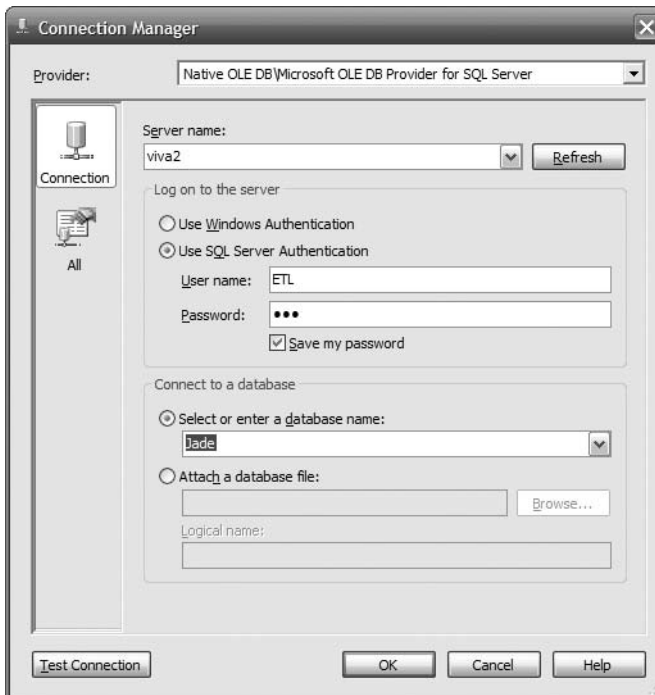 Connection Manager
Provider: Native OLE DB\Microsoft OLE DB Provider for SQL Server
Connection
All
Server name:
viva2 Refresh
Log on to the server
Use Windows Authentication
Use SQL Server Authentication
User name: ETL
Password: •••
Save my password
Connect to a database
Select or enter a database name:
Jade
Attach a database file:
Browse...
Logical name:
Test Connection OK Cancel Help